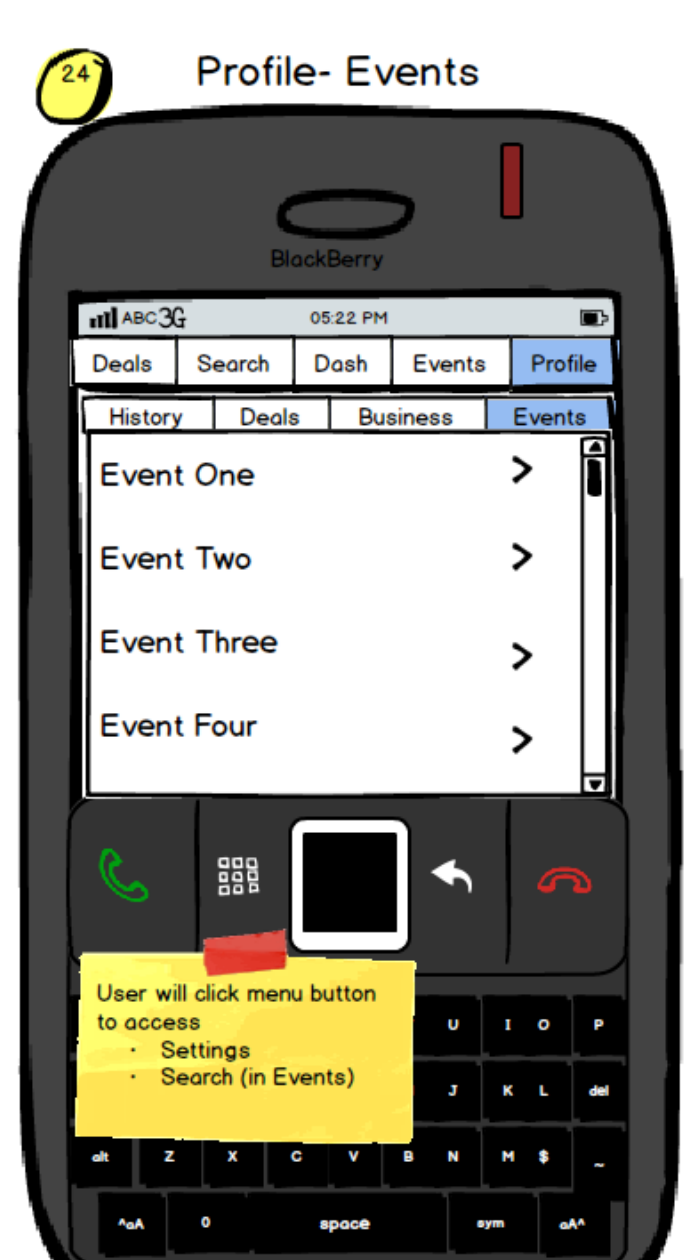 24
Profile- Events
BlackBerry
ABC 3G 05:22 PM
Deals Search Dash Events Profile
History Deals Business Events
Event One >
Event Two >
Event Three >
Event Four >
User will click menu button
to access
· Settings
· Search (in Events)
U I O P
J K L del
alt Z X C V B N M $ ~
^aA 0 space sym aA^